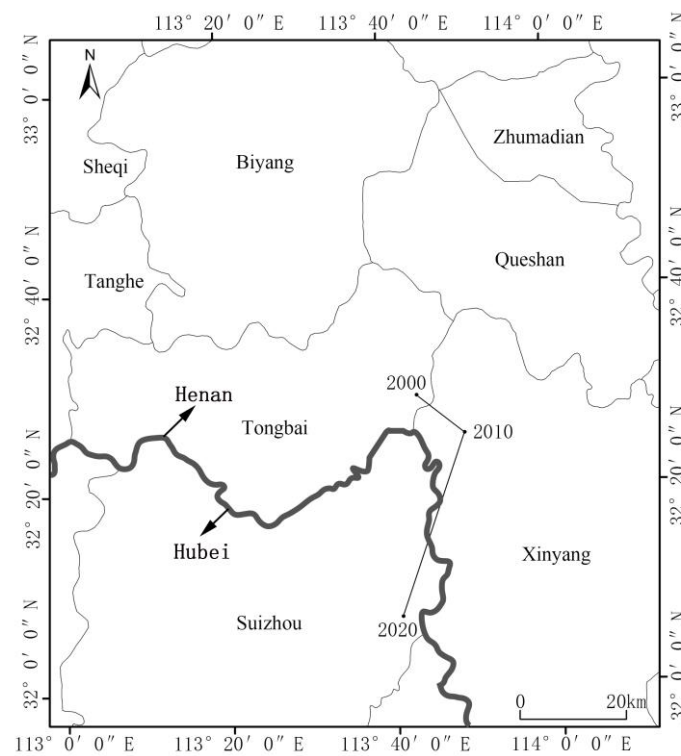 113° 20′ 0″ E
113° 40′ 0″ E
114° 0′ 0″ E
N
33° 0′ 0″ N
33° 0′ 0″ N
Zhumadian
Sheqi
Biyang
Queshan
Tanghe
32° 40′ 0″ N
32° 40′ 0″ N
2000
Henan
Tongbai
2010
32° 20′ 0″ N
32° 20′ 0″ N
Hubei
Xinyang
Suizhou
2020
32° 0′ 0″ N
32° 0′ 0″ N
0
20km
113° 0′ 0″ E
113° 20′ 0″ E
113° 40′ 0″ E
114° 0′ 0″ E